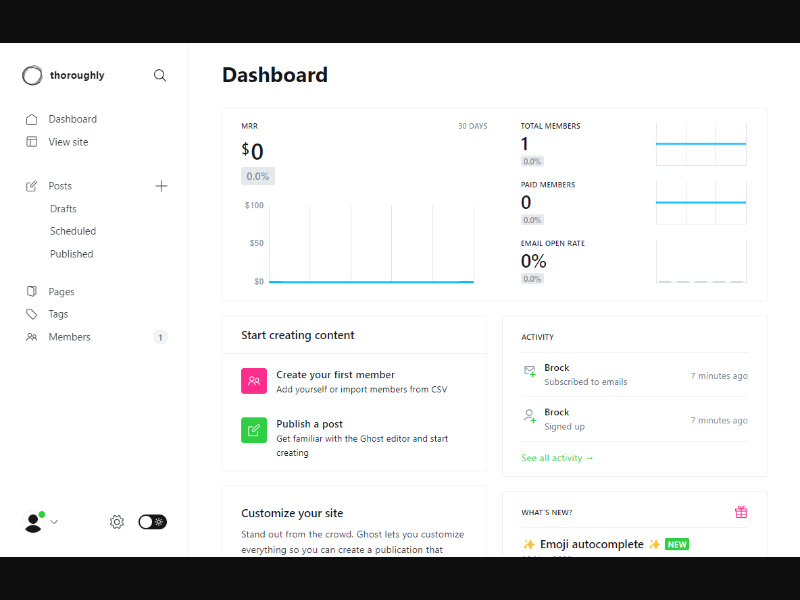 thoroughly
Dashboard
View site
Posts
Drafts
Scheduled
Published
Pages
Tags
Members
1
Dashboard
MRR
30 DAYS
$0
0.0%
$100
$50
$0
TOTAL MEMBERS
1
0.0%
PAID MEMBERS
0
0.0%
EMAIL OPEN RATE
0%
0.0%
Start creating content
Create your first member
Add yourself or import members from CSV
Publish a post
Get familiar with the Ghost editor and start
creating
ACTIVITY
Brock
Subscribed to emails
7 minutes ago
Brock
Signed up
7 minutes ago
See all activity →
Customize your site
Stand out from the crowd. Ghost lets you customize
everything so you can create a publication that
WHAT'S NEW?
✨ Emoji autocomplete ✨ NEW